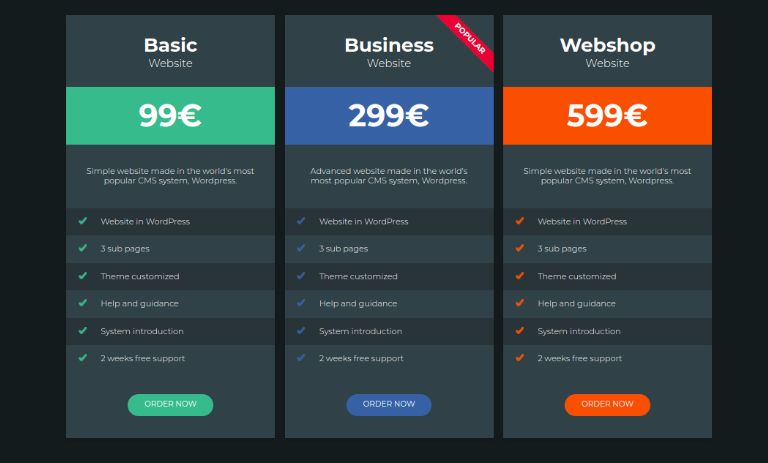 Basic
Website
99€
Simple website made in the world's most
popular CMS system, Wordpress.
Website in WordPress
3 sub pages
Theme customized
Help and guidance
System introduction
2 weeks free support
ORDER NOW
POPULAR
Business
Website
299€
Advanced website made in the world's
most popular CMS system, Wordpress.
Website in WordPress
3 sub pages
Theme customized
Help and guidance
System introduction
2 weeks free support
ORDER NOW
Webshop
Website
599€
Simple website made in the world's most
popular CMS system, Wordpress.
Website in WordPress
3 sub pages
Theme customized
Help and guidance
System introduction
2 weeks free support
ORDER NOW